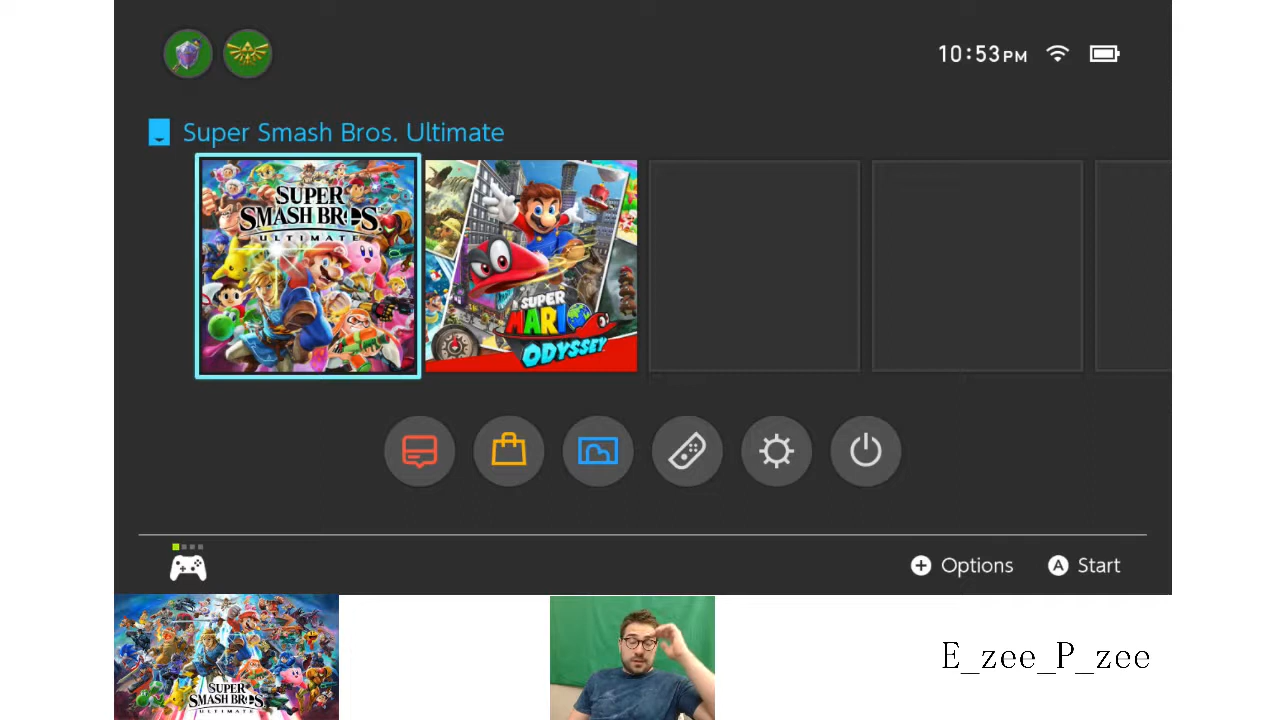 10:53PM
Super Smash Bros. Ultimate
SUPER
SMASH BROS.
ULTIMATE
SUPER
MARIO
ODYSSEY
Options
A Start
SUPER
SMASH BROS.
ULTIMATE
E_zee_P_zee